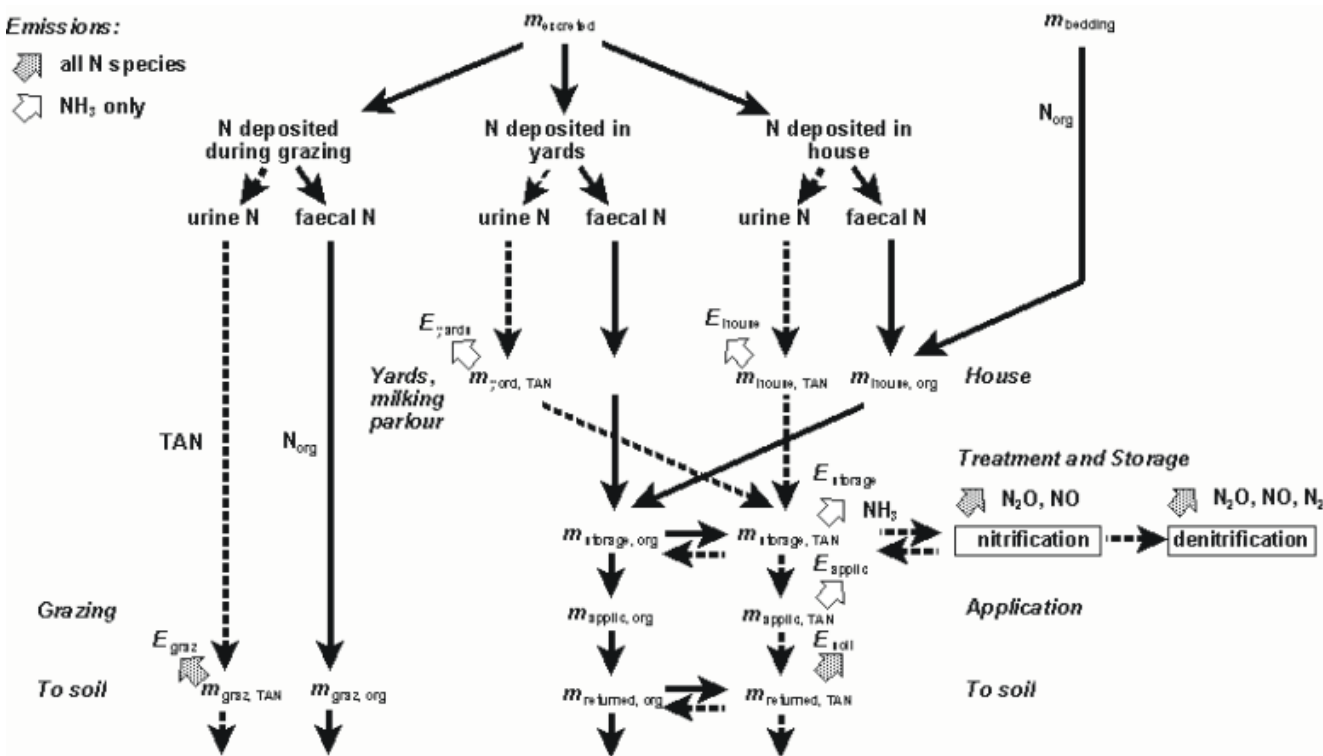 Emissions:
all N species
NH₃ only
m excreted
m bedding
N deposited
during grazing
N deposited in
yards
N deposited in
house
N org
urine N faecal N
urine N faecal N
urine N faecal N
E yards
E house
Yards,
milking
parlour
m yard, TAN
m house, TAN
m house, org
House
TAN
N org
Treatment and Storage
E storage
NH₃
N₂O, NO
N₂O, NO, N₂
m storage, org
m storage, TAN
nitrification
denitrification
E applic
Grazing
m applic, org
m applic, TAN
Application
E graz
E soil
To soil
m graz, TAN
m graz, org
m returned, org
m returned, TAN
To soil